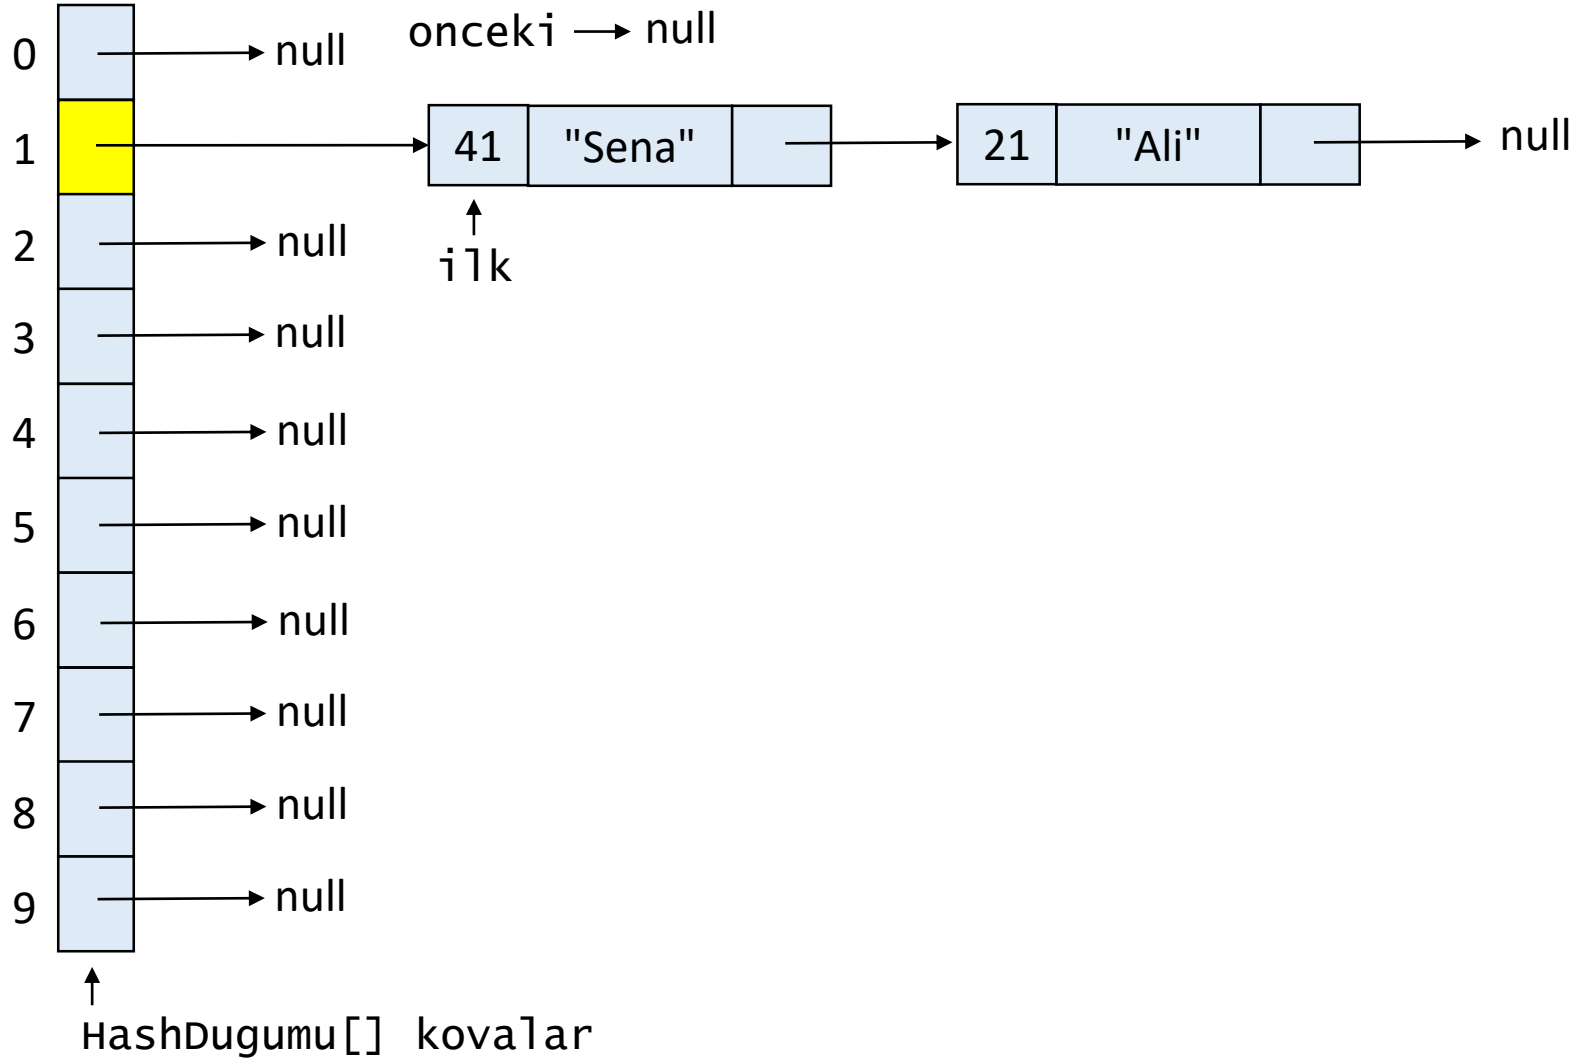 0 null onceki null
1 41 "Sena" 21 "Ali" null
ilk
2 null
3 null
4 null
5 null
6 null
7 null
8 null
9 null
HashDugumu[] kovalar